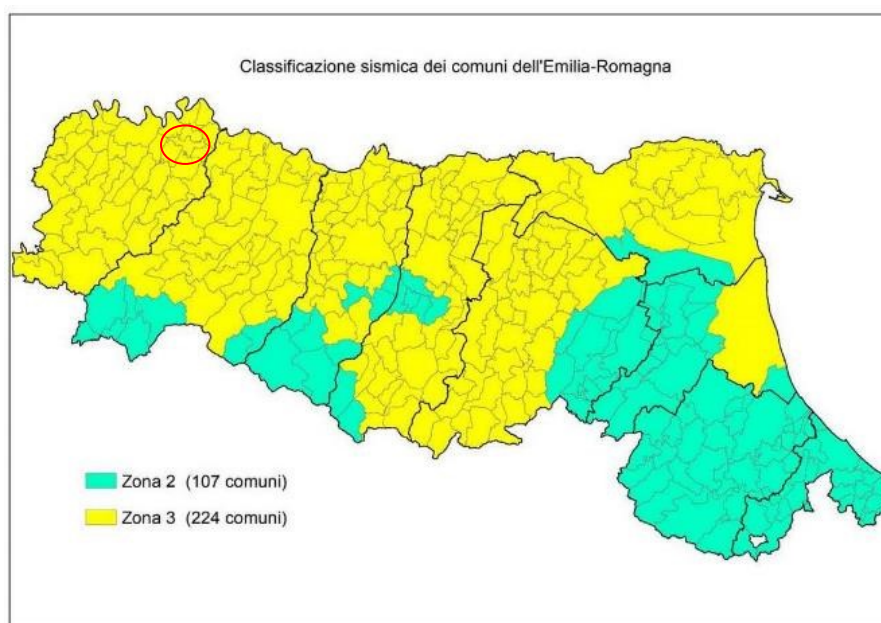 Classificazione sismica dei comuni dell'Emilia-Romagna
Zona 2 (107 comuni)
Zona 3 (224 comuni)